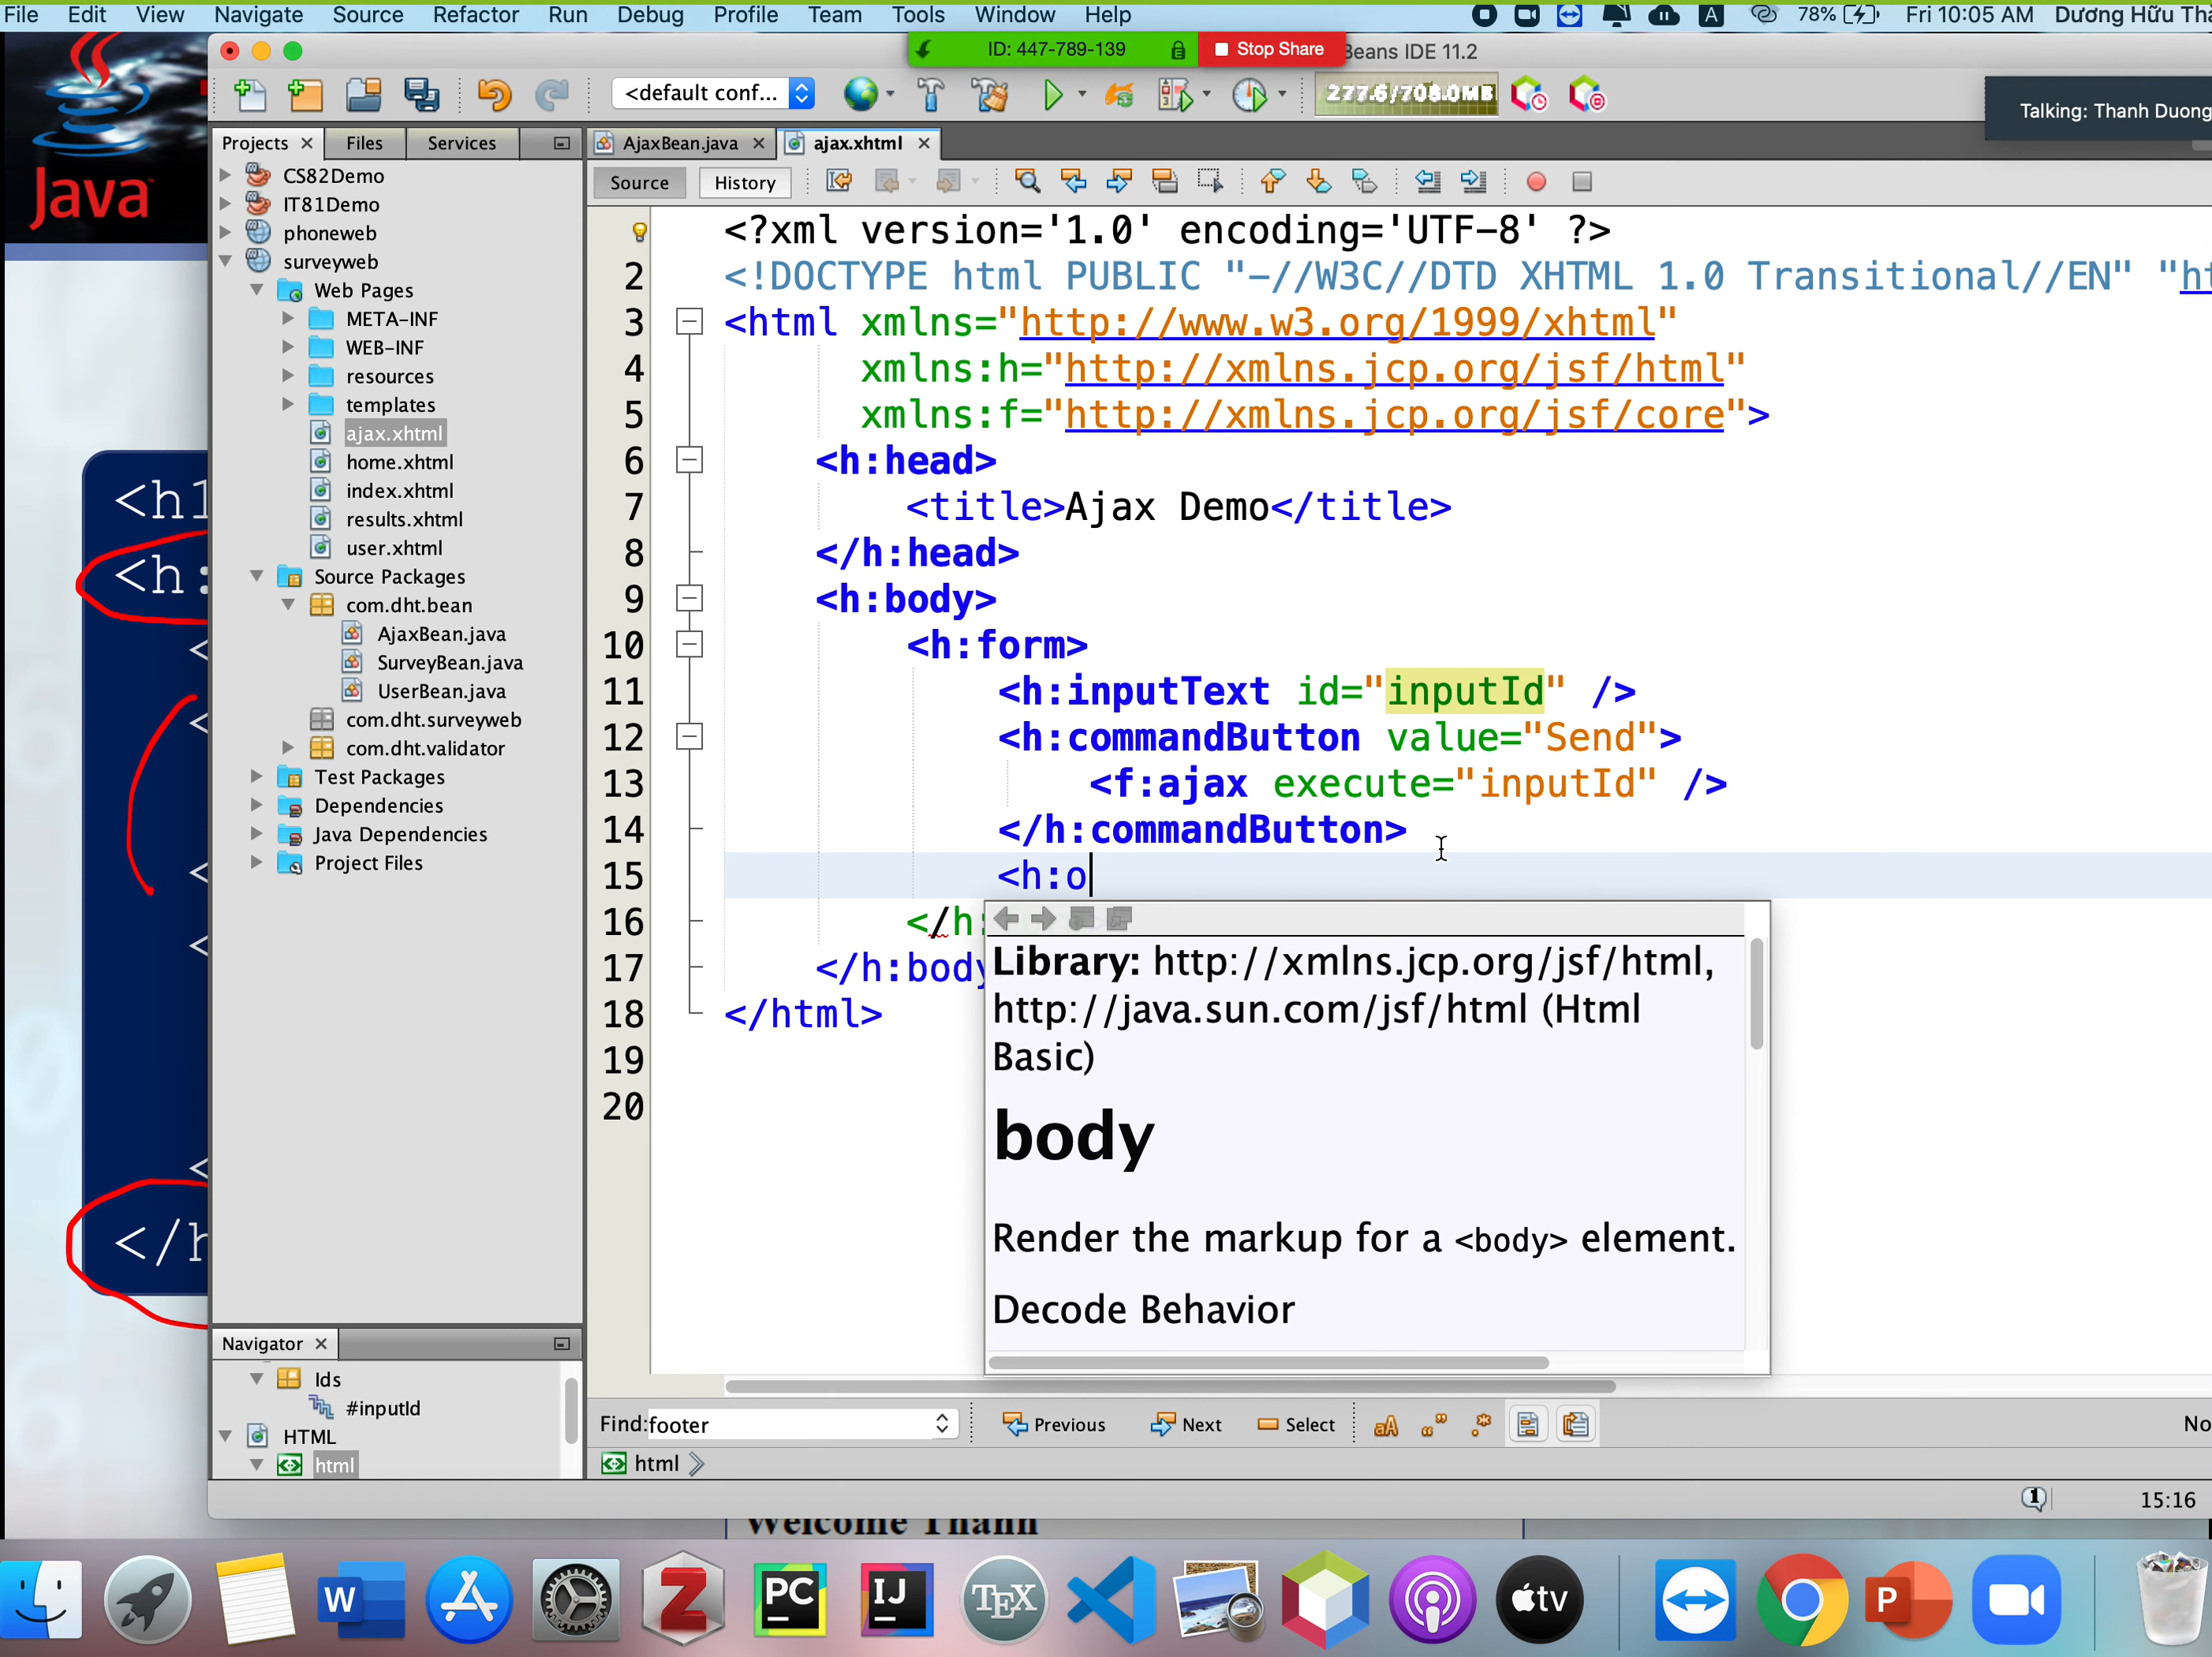 File Edit View Navigate Source Refactor Run Debug Profile Team Tools Window Help
A 78% Fri 10:05 AM Dương Hữu
ID: 447-789-139 Stop Share Beans IDE 11.2
<default conf... 277.6/708.0MB
Talking: Thanh Duong
Java
Projects Files Services
AjaxBean.java ajax.xhtml
Source History
CS82Demo
IT81Demo
phoneweb
surveyweb
Web Pages
META-INF
WEB-INF
resources
templates
ajax.xhtml
home.xhtml
index.xhtml
results.xhtml
user.xhtml
Source Packages
com.dht.bean
AjaxBean.java
SurveyBean.java
UserBean.java
com.dht.surveyweb
com.dht.validator
Test Packages
Dependencies
Java Dependencies
Project Files
<h1
<h:
<
<
<
<
<
</h
<?xml version='1.0' encoding='UTF-8' ?>
2 <!DOCTYPE html PUBLIC "-//W3C//DTD XHTML 1.0 Transitional//EN" "ht
3 <html xmlns="http://www.w3.org/1999/xhtml"
4 xmlns:h="http://xmlns.jcp.org/jsf/html"
5 xmlns:f="http://xmlns.jcp.org/jsf/core">
6 <h:head>
7 <title>Ajax Demo</title>
8 </h:head>
9 <h:body>
10 <h:form>
11 <h:inputText id="inputId" />
12 <h:commandButton value="Send">
13 <f:ajax execute="inputId" />
14 </h:commandButton>
15 <h:o
16 </h:
17 </h:body
18 </html>
19
20
Library: http://xmlns.jcp.org/jsf/html,
http://java.sun.com/jsf/html (Html
Basic)
body
Render the markup for a <body> element.
Decode Behavior
Navigator
Ids
#inputId
HTML
html
Find: footer Previous Next Select No
html
1 15:16
Welcome Thanh
W Z PC IJ TEX tv P